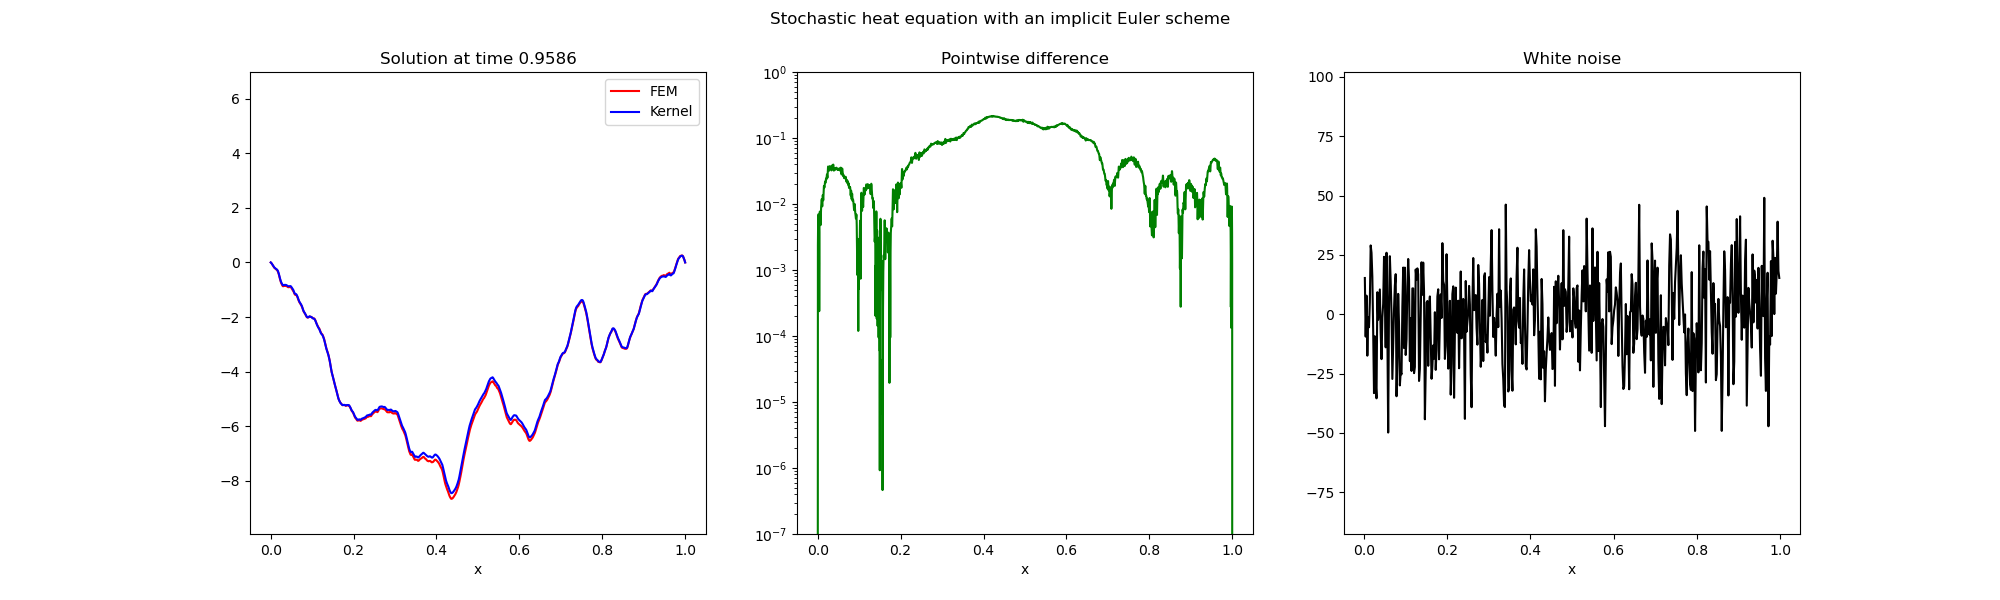 Stochastic heat equation with an implicit Euler scheme
Solution at time 0.9586
FEM
Kernel
6
4
2
0
−2
−4
−6
−8
0.0 0.2 0.4 0.6 0.8 1.0
x
Pointwise difference
10^0
10^−1
10^−2
10^−3
10^−4
10^−5
10^−6
10^−7
0.0 0.2 0.4 0.6 0.8 1.0
x
White noise
100
75
50
25
0
−25
−50
−75
0.0 0.2 0.4 0.6 0.8 1.0
x